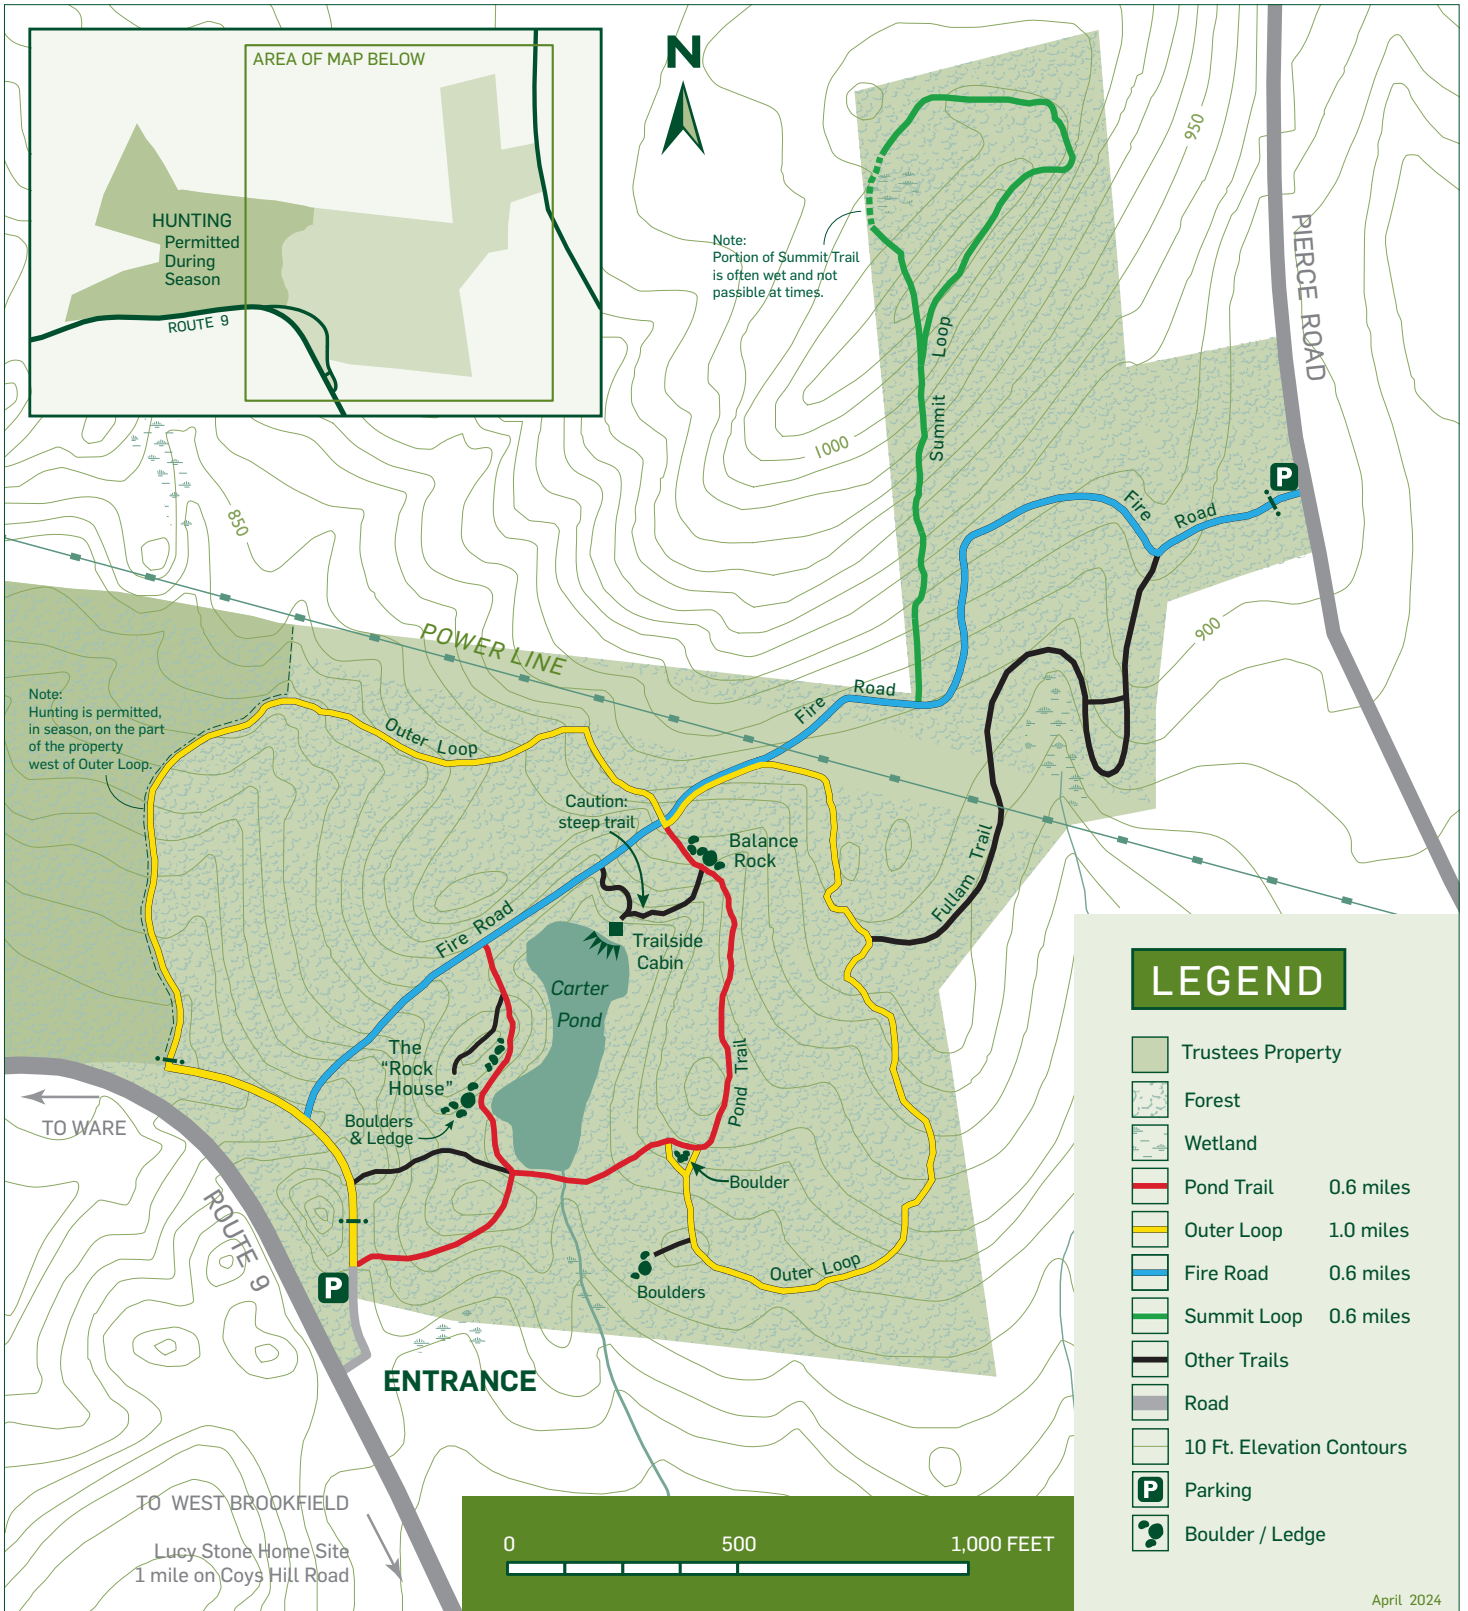 AREA OF MAP BELOW
HUNTING
Permitted
During
Season
ROUTE 9
N
950
PIERCE ROAD
Note:
Portion of Summit Trail
is often wet and not
passible at times.
Summit Loop
1000
850
P
Fire Road
900
POWER LINE
Fire Road
Note:
Hunting is permitted,
in season, on the part
of the property
west of Outer Loop.
Outer Loop
Caution:
steep trail
Balance
Rock
Fullam Trail
Fire Road
Trailside
Cabin
Carter
Pond
The
"Rock
House"
Boulders
& Ledge
Pond Trail
TO WARE
Boulder
ROUTE 9
Outer Loop
Boulders
P
ENTRANCE
TO WEST BROOKFIELD
Lucy Stone Home Site
1 mile on Coys Hill Road
0 500 1,000 FEET
LEGEND
Trustees Property
Forest
Wetland
Pond Trail 0.6 miles
Outer Loop 1.0 miles
Fire Road 0.6 miles
Summit Loop 0.6 miles
Other Trails
Road
10 Ft. Elevation Contours
P Parking
Boulder / Ledge
April 2024